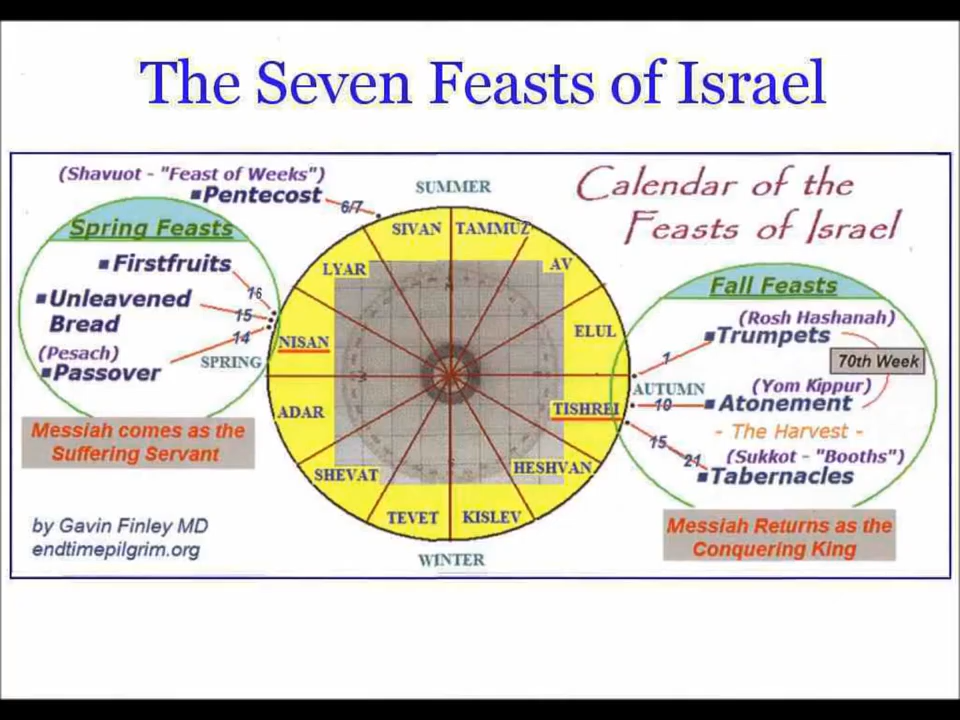 The Seven Feasts of Israel
(Shavuot - "Feast of Weeks")
▪Pentecost
6/7
SUMMER
Calendar of the
Feasts of Israel
Spring Feasts
▪Firstfruits
16
▪Unleavened
Bread
15
14
(Pesach)
▪Passover
SPRING
Messiah comes as the
Suffering Servant
by Gavin Finley MD
endtimepilgrim.org
SIVAN
TAMMUZ
LYAR
AV
NISAN
ELUL
ADAR
TISHREI
SHEVAT
HESHVAN
TEVET
KISLEV
WINTER
Fall Feasts
(Rosh Hashanah)
▪Trumpets
1
70th Week
AUTUMN
(Yom Kippur)
10
▪Atonement
- The Harvest -
15
21
(Sukkot - "Booths")
▪Tabernacles
Messiah Returns as the
Conquering King